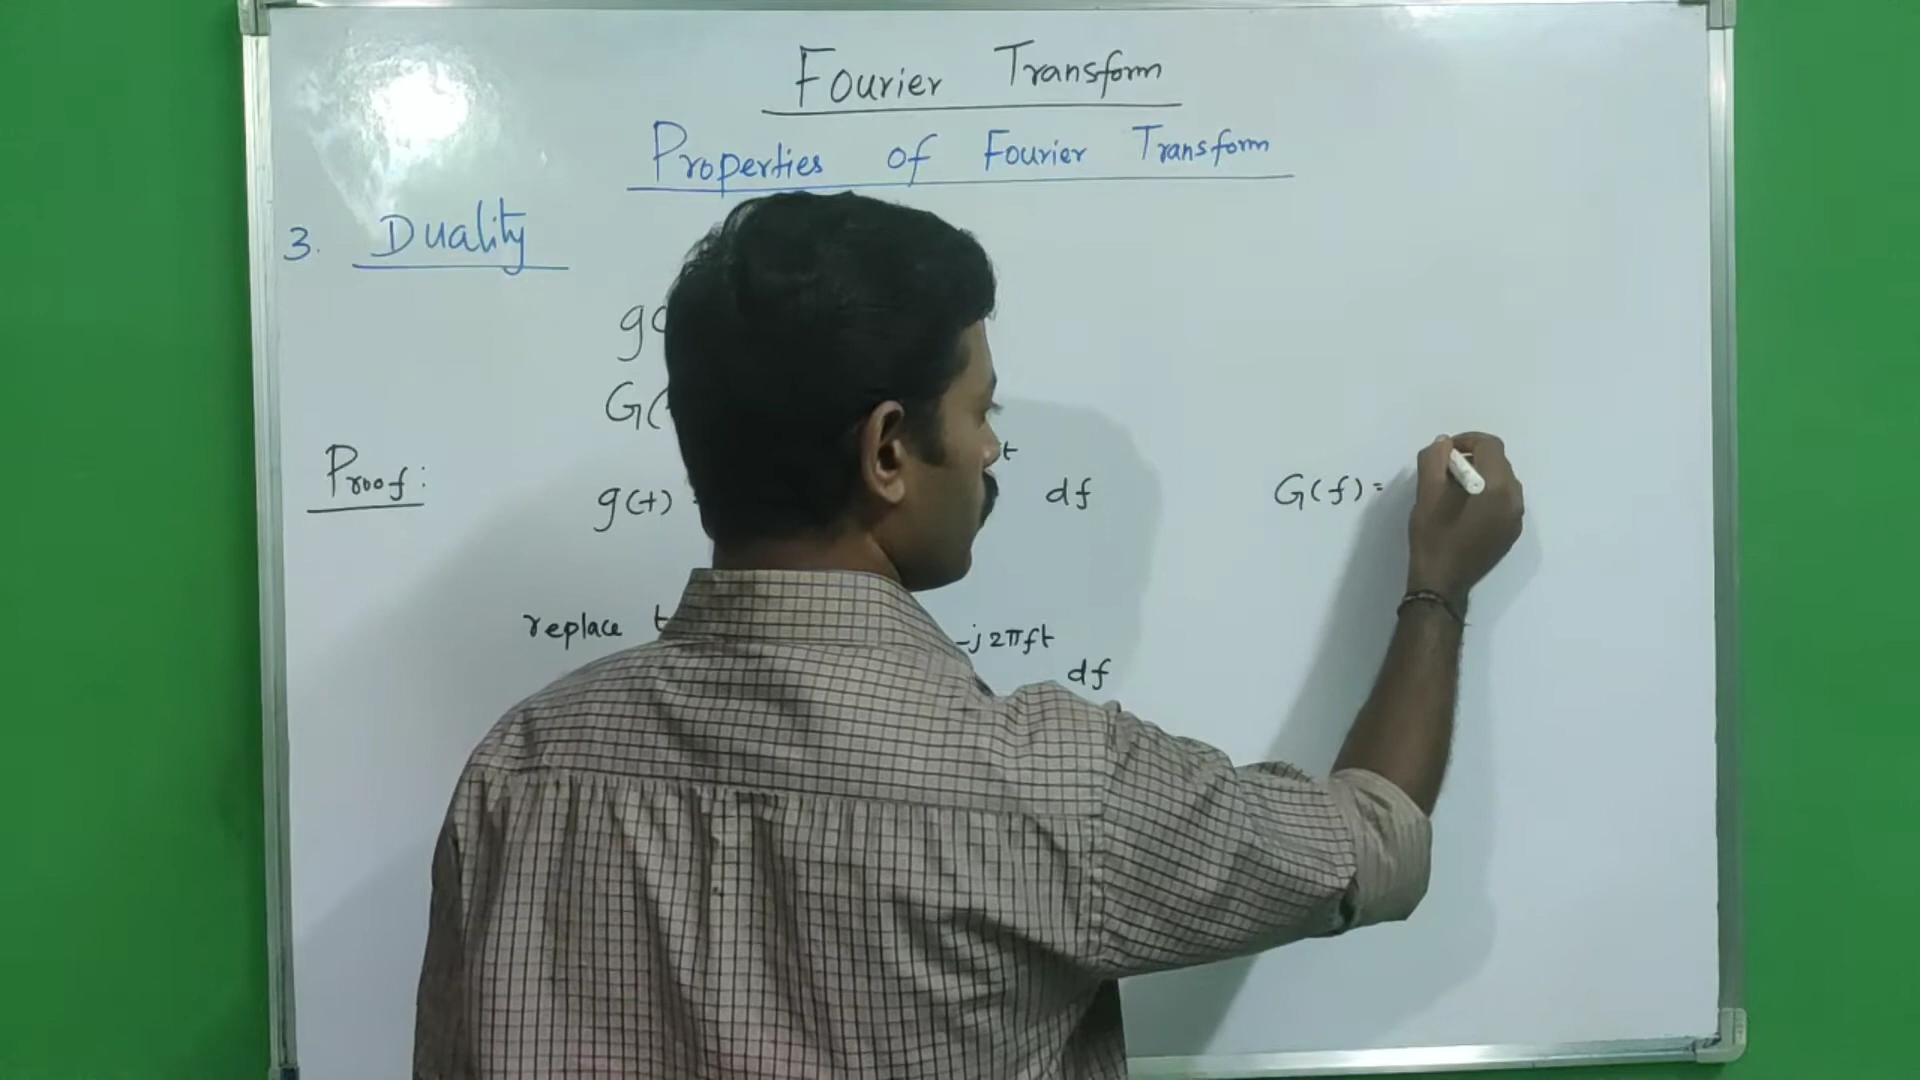 Fourier Transform
Properties of Fourier Transform
3. Duality
g(
G(
Proof:
g(t) df
G(f) =
replace t -j2πft
df